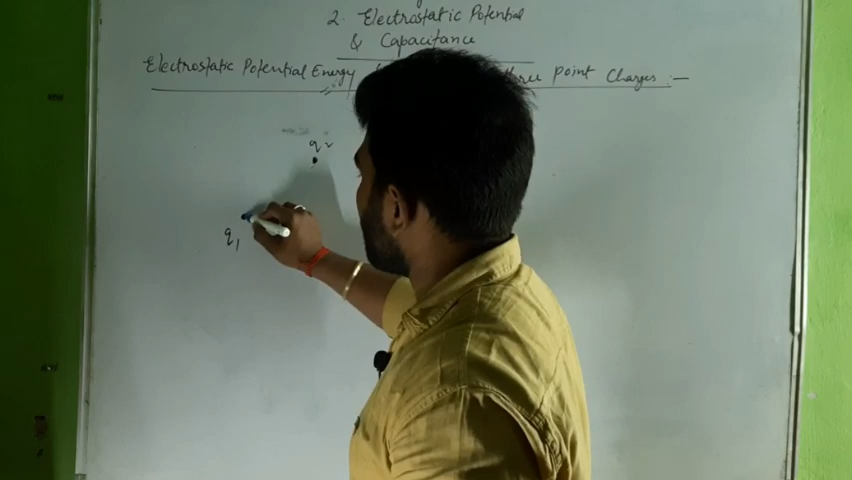 2. Electrostatic Potential
& Capacitance
Electrostatic Potential Energy three Point Charges :-
q2
q1